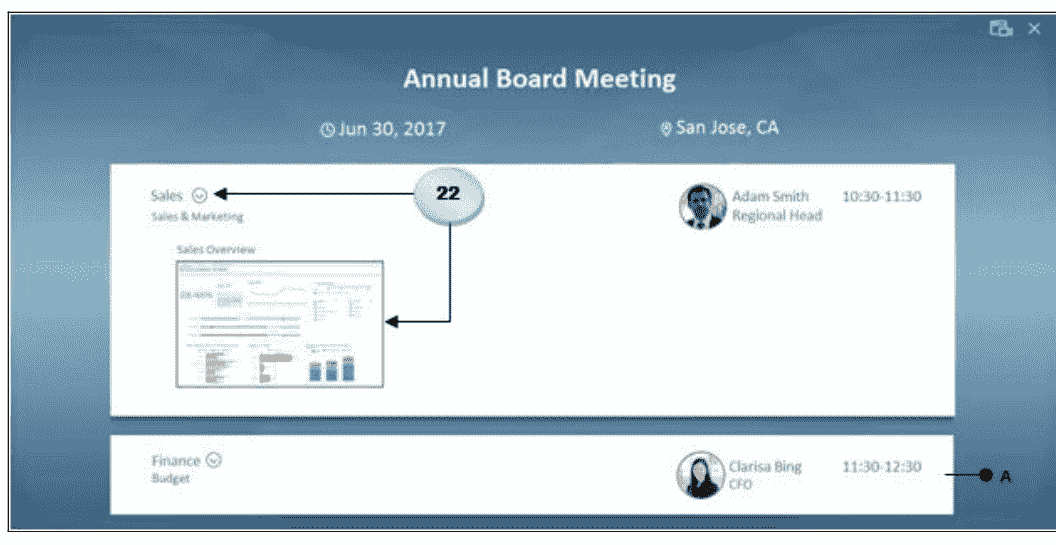 Annual Board Meeting
Jun 30, 2017
San Jose, CA
Sales
22
Adam Smith
10:30-11:30
Sales & Marketing
Regional Head
Sales Overview
Finance
Clarisa Bing
11:30-12:30
A
Budget
CFO